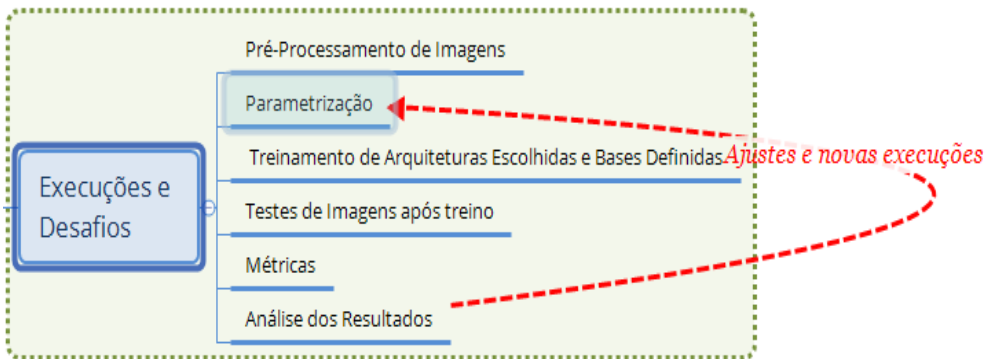 Pré-Processamento de Imagens
Parametrização
Treinamento de Arquiteturas Escolhidas e Bases Definidas
Ajustes e novas execuções
Execuções e
Desafios
Testes de Imagens após treino
Métricas
Análise dos Resultados